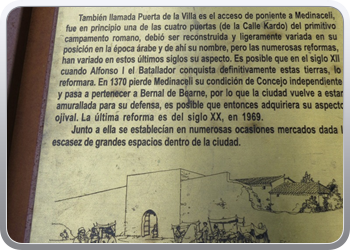 También llamada Puerta de la Villa es el acceso de poniente a Medinaceli,
fue en principio una de las cuatro puertas (de la Calle Kardo) del primitivo
campamento romano, debió ser reconstruida y ligeramente variada en su
posición en la época árabe y de ahí su nombre, pero las numerosas reformas,
han variado en estos últimos siglos su aspecto. Es posible que en el siglo XII
cuando Alfonso I el Batallador conquista definitivamente estas tierras, lo
reformara. En 1370 pierde Medinaceli su condición de Concejo independiente
y pasa a pertenecer a Bernal de Bearne, por lo que la ciudad vuelve a estar
amurallada para su defensa, es posible que entonces adquiriera su aspecto
ojival. La última reforma es del siglo XX, en 1969.
Junto a ella se establecían en numerosas ocasiones mercados dada l
escasez de grandes espacios dentro de la ciudad.